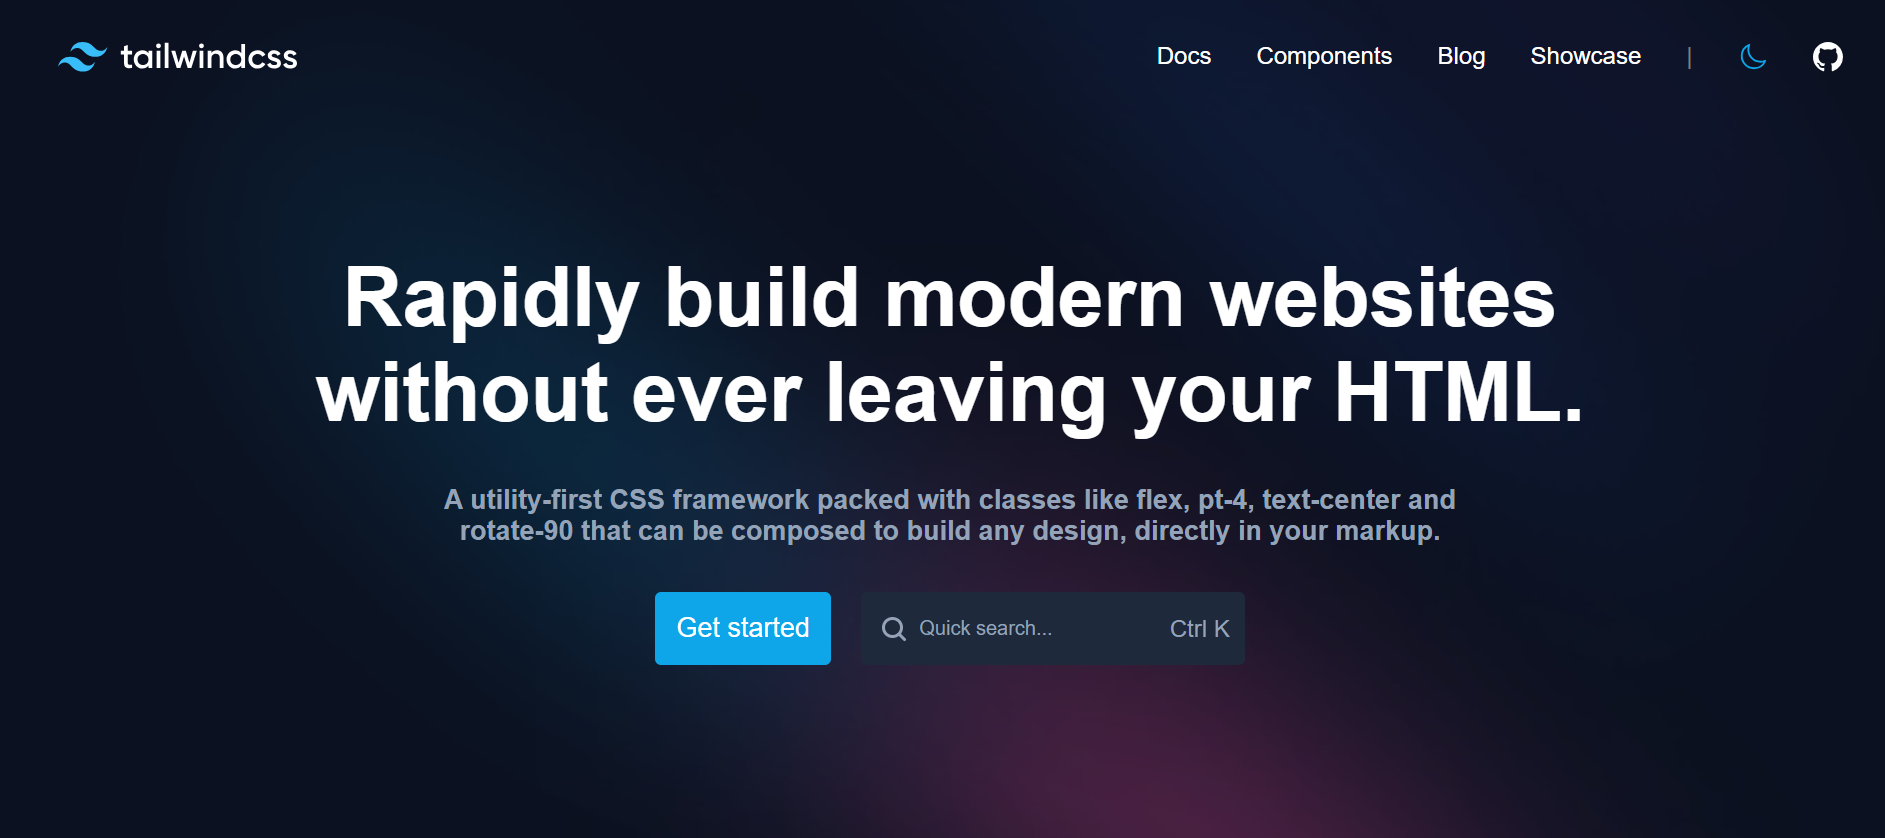 tailwindcss
Docs Components Blog Showcase |
Rapidly build modern websites
without ever leaving your HTML.
A utility-first CSS framework packed with classes like flex, pt-4, text-center and
rotate-90 that can be composed to build any design, directly in your markup.
Get started
Quick search... Ctrl K